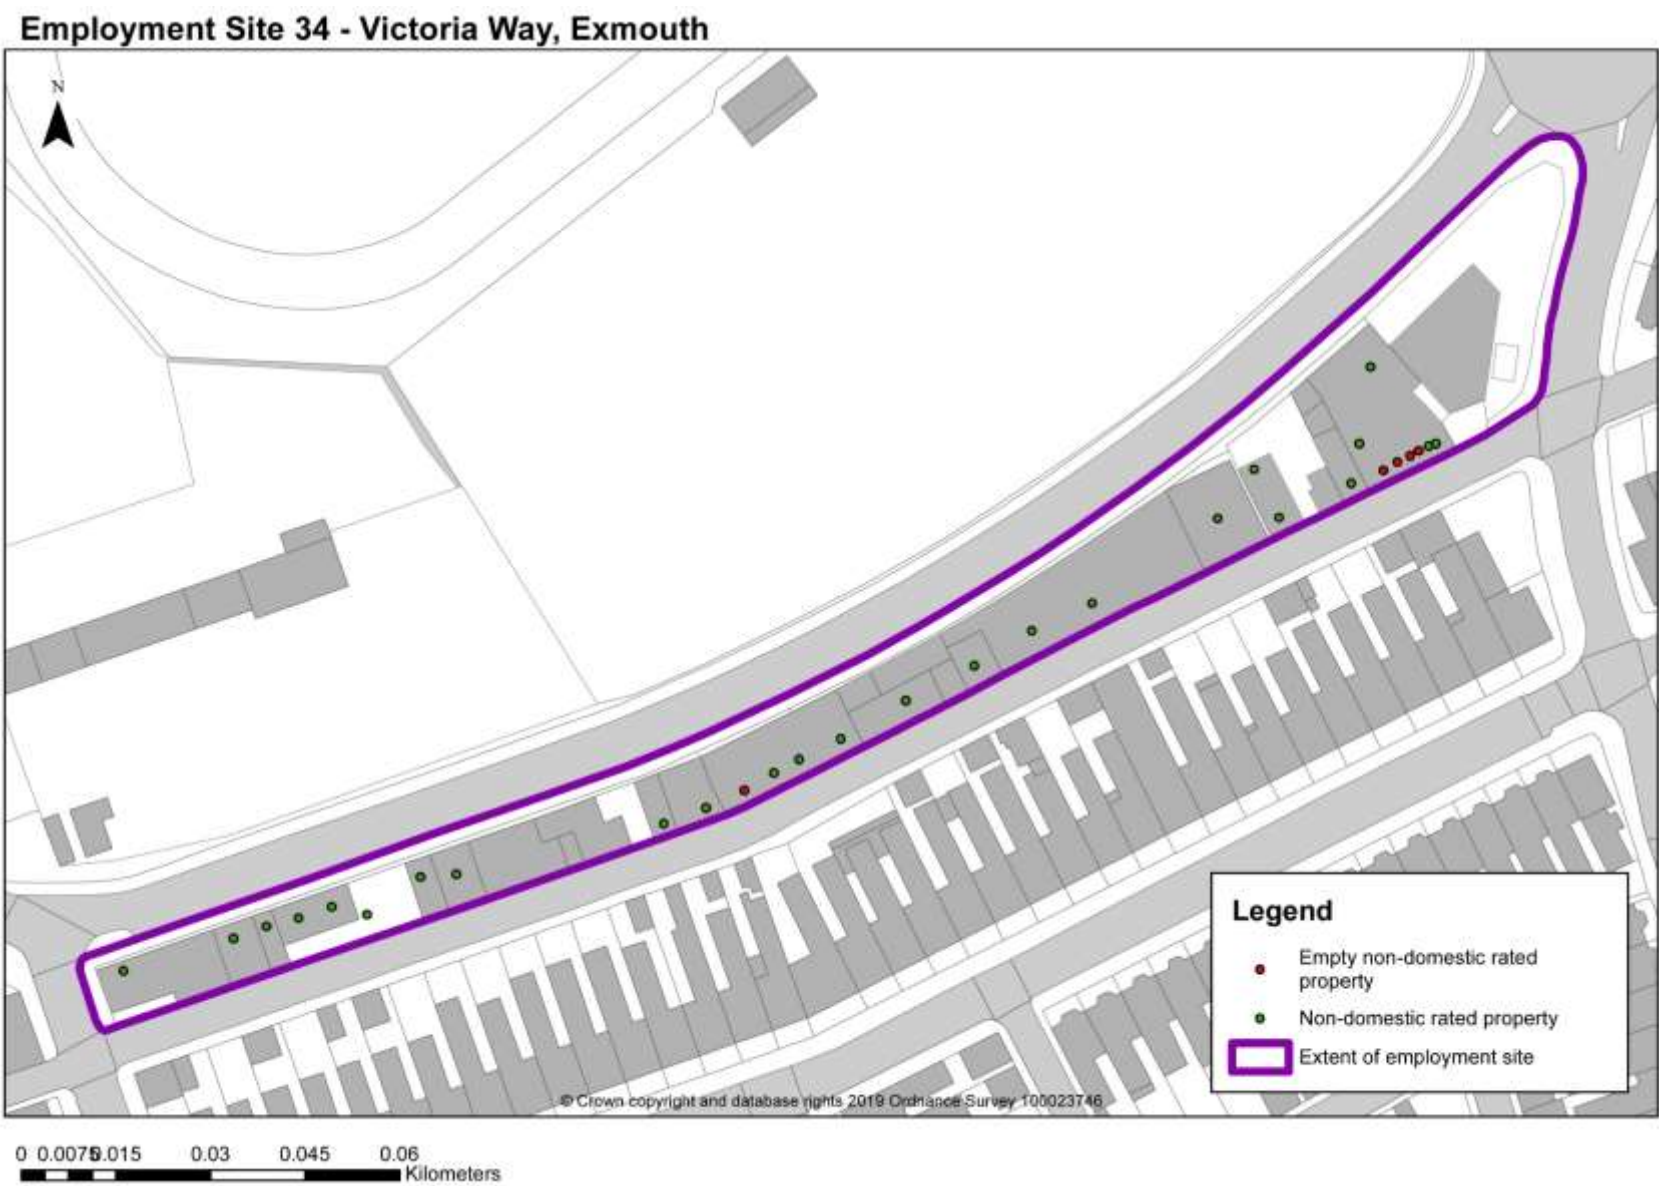 Employment Site 34 - Victoria Way, Exmouth
N
Legend
Empty non-domestic rated
property
Non-domestic rated property
Extent of employment site
© Crown copyright and database rights 2019 Ordnance Survey 100023746
0 0.0075 0.015 0.03 0.045 0.06
Kilometers